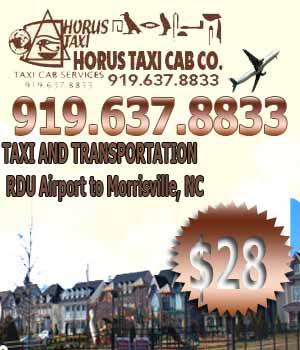 HORUS
TAXI
TAXI CAB SERVICES
919.637.8833
HORUS TAXI CAB CO.
919.637.8833
919.637.8833
TAXI AND TRANSPORTATION
RDU Airport to Morrisville, NC
$28